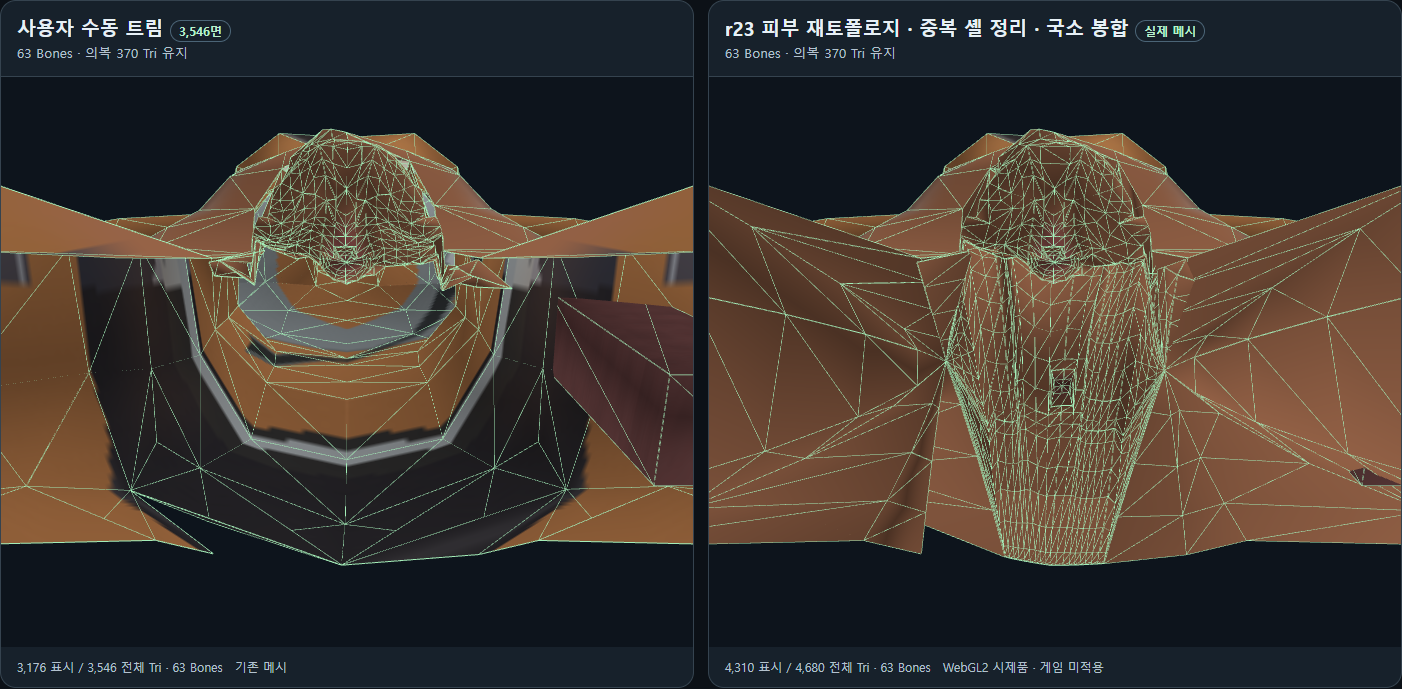 사용자 수동 트림 3,546면
63 Bones · 의복 370 Tri 유지
3,176 표시 / 3,546 전체 Tri · 63 Bones 기존 메시
r23 피부 재토폴로지 · 중복 셸 정리 · 국소 봉합 실제 메시
63 Bones · 의복 370 Tri 유지
4,310 표시 / 4,680 전체 Tri · 63 Bones WebGL2 시제품 · 게임 미적용